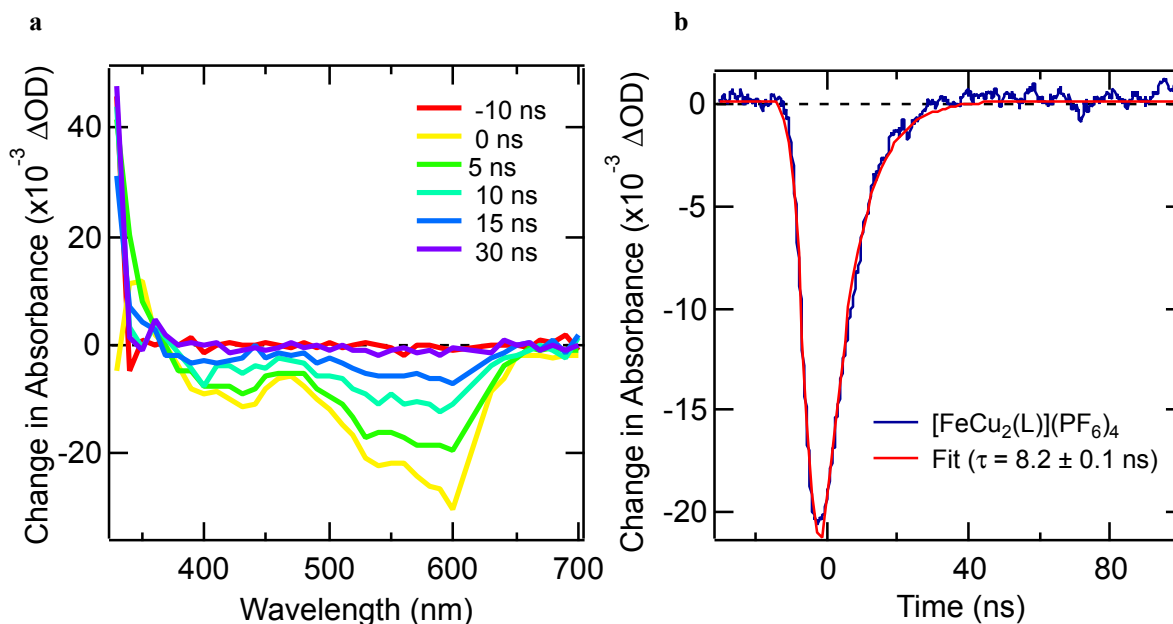 a
Change in Absorbance (x10⁻³ ΔOD)
40
20
0
-20
400
500
600
700
Wavelength (nm)
-10 ns
0 ns
5 ns
10 ns
15 ns
30 ns
b
Change in Absorbance (x10⁻³ ΔOD)
0
-5
-10
-15
-20
0
40
80
Time (ns)
[FeCu₂(L)](PF₆)₄
Fit (τ = 8.2 ± 0.1 ns)